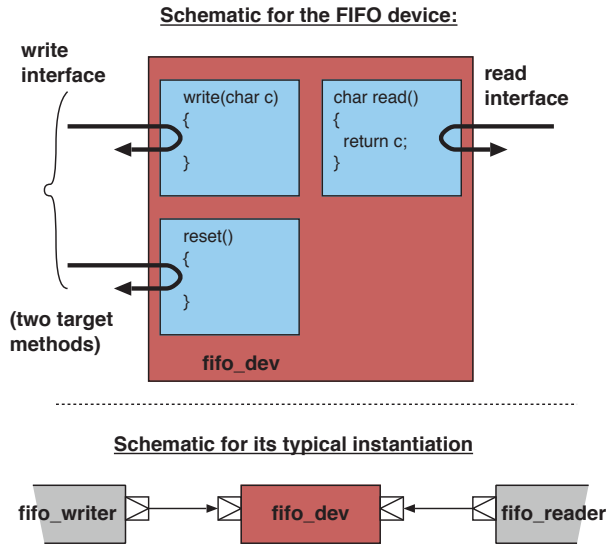 Schematic for the FIFO device:
write
interface
write(char c)
{
}
char read()
{
return c;
}
read
interface
reset()
{
}
(two target
methods)
fifo_dev
Schematic for its typical instantiation
fifo_writer
fifo_dev
fifo_reader